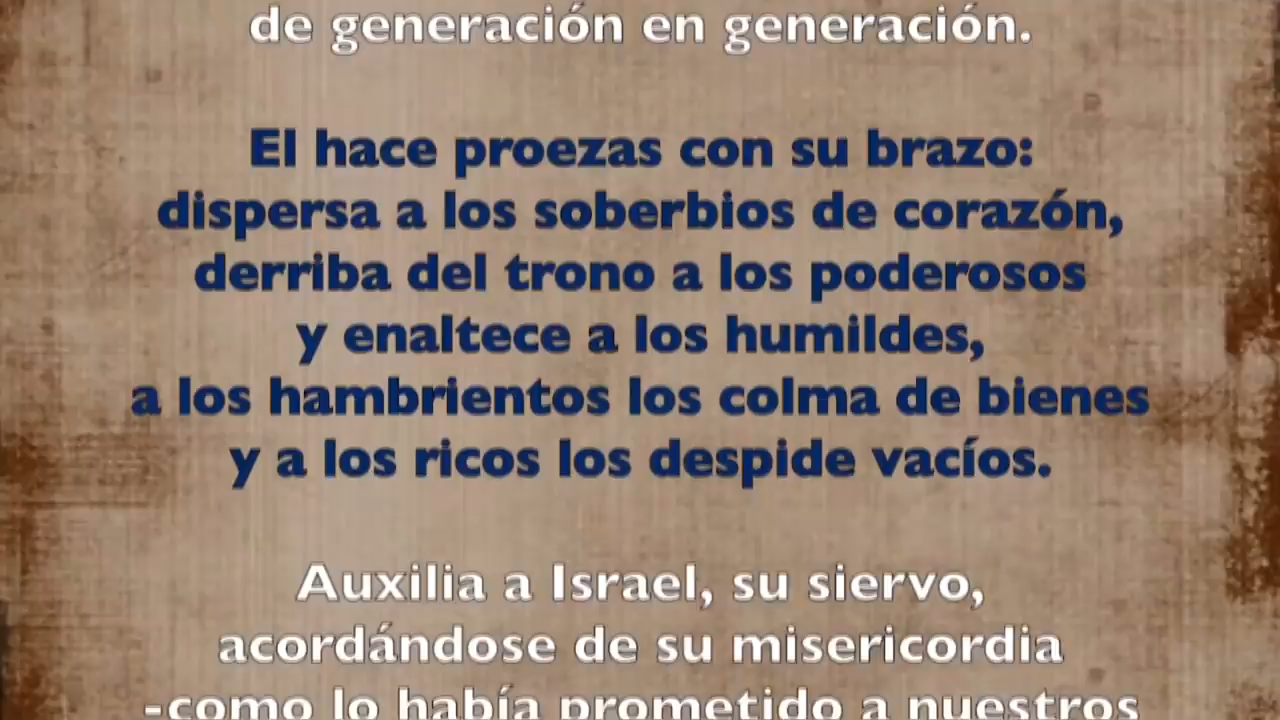 de generación en generación.
El hace proezas con su brazo:
dispersa a los soberbios de corazón,
derriba del trono a los poderosos
y enaltece a los humildes,
a los hambrientos los colma de bienes
y a los ricos los despide vacíos.
Auxilia a Israel, su siervo,
acordándose de su misericordia
-como lo había prometido a nuestros